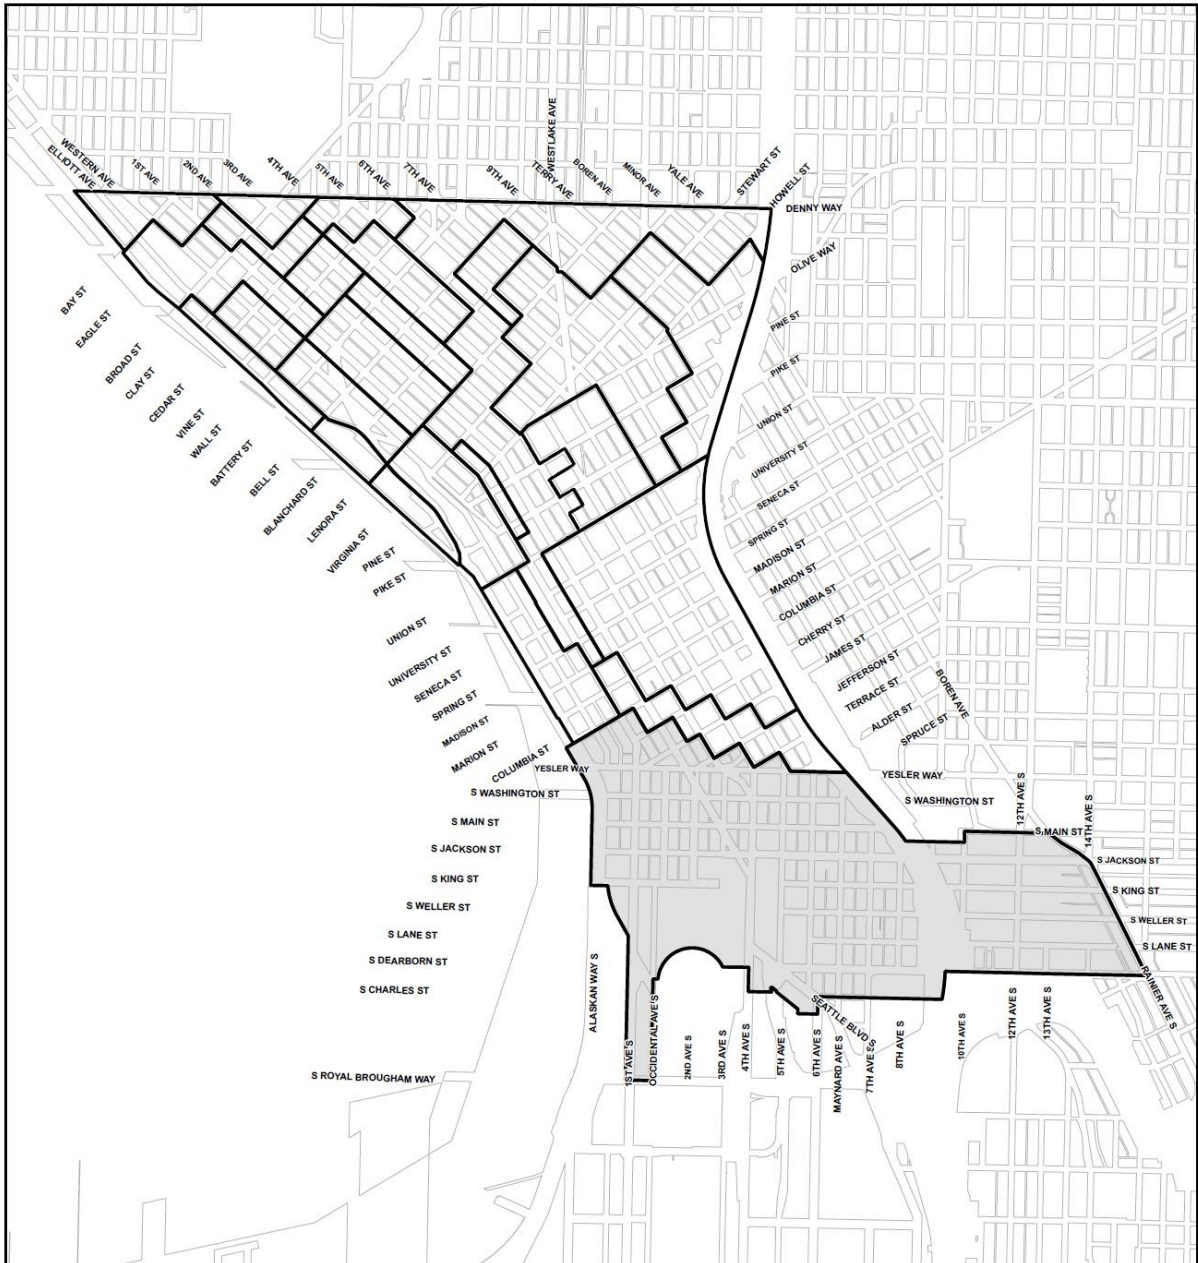 WESTLAKE AVE
WESTERN AVE
ELLIOTT AVE
1ST AVE
2ND AVE
3RD AVE
4TH AVE
5TH AVE
6TH AVE
7TH AVE
9TH AVE
TERRY AVE
BOREN AVE
MINOR AVE
YALE AVE
STEWART ST
HOWELL ST
DENNY WAY
OLIVE WAY
PINE ST
PIKE ST
UNION ST
UNIVERSITY ST
SENECA ST
SPRING ST
MADISON ST
MARION ST
COLUMBIA ST
CHERRY ST
JAMES ST
JEFFERSON ST
TERRACE ST
ALDER ST
SPRUCE ST
BOREN AVE
YESLER WAY
S WASHINGTON ST
12TH AVE S
S MAIN ST
14TH AVE S
S JACKSON ST
S KING ST
S WELLER ST
S LANE ST
RAINIER AVE S
BAY ST
EAGLE ST
BROAD ST
CLAY ST
CEDAR ST
VINE ST
WALL ST
BATTERY ST
BELL ST
BLANCHARD ST
LENORA ST
VIRGINIA ST
PINE ST
PIKE ST
UNION ST
UNIVERSITY ST
SENECA ST
SPRING ST
MADISON ST
MARION ST
COLUMBIA ST
YESLER WAY
S WASHINGTON ST
S MAIN ST
S JACKSON ST
S KING ST
S WELLER ST
S LANE ST
S DEARBORN ST
S CHARLES ST
S ROYAL BROUGHAM WAY
ALASKAN WAY S
1ST AVE S
OCCIDENTAL AVE S
2ND AVE S
3RD AVE S
4TH AVE S
5TH AVE S
6TH AVE S
MAYNARD AVE S
SEATTLE BLVD S
7TH AVE S
8TH AVE S
10TH AVE S
12TH AVE S
13TH AVE S